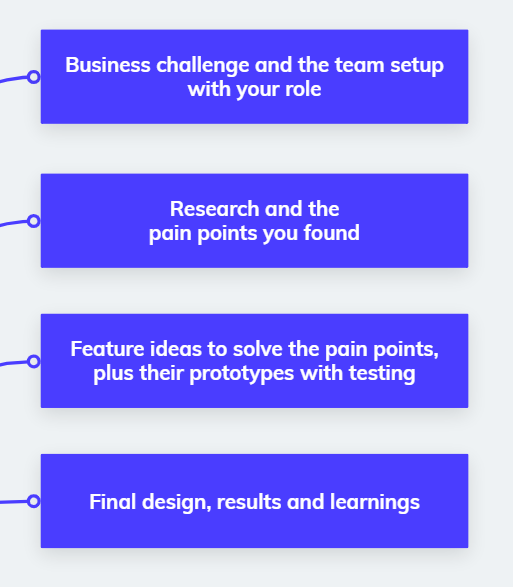 Business challenge and the team setup
with your role
Research and the
pain points you found
Feature ideas to solve the pain points,
plus their prototypes with testing
Final design, results and learnings